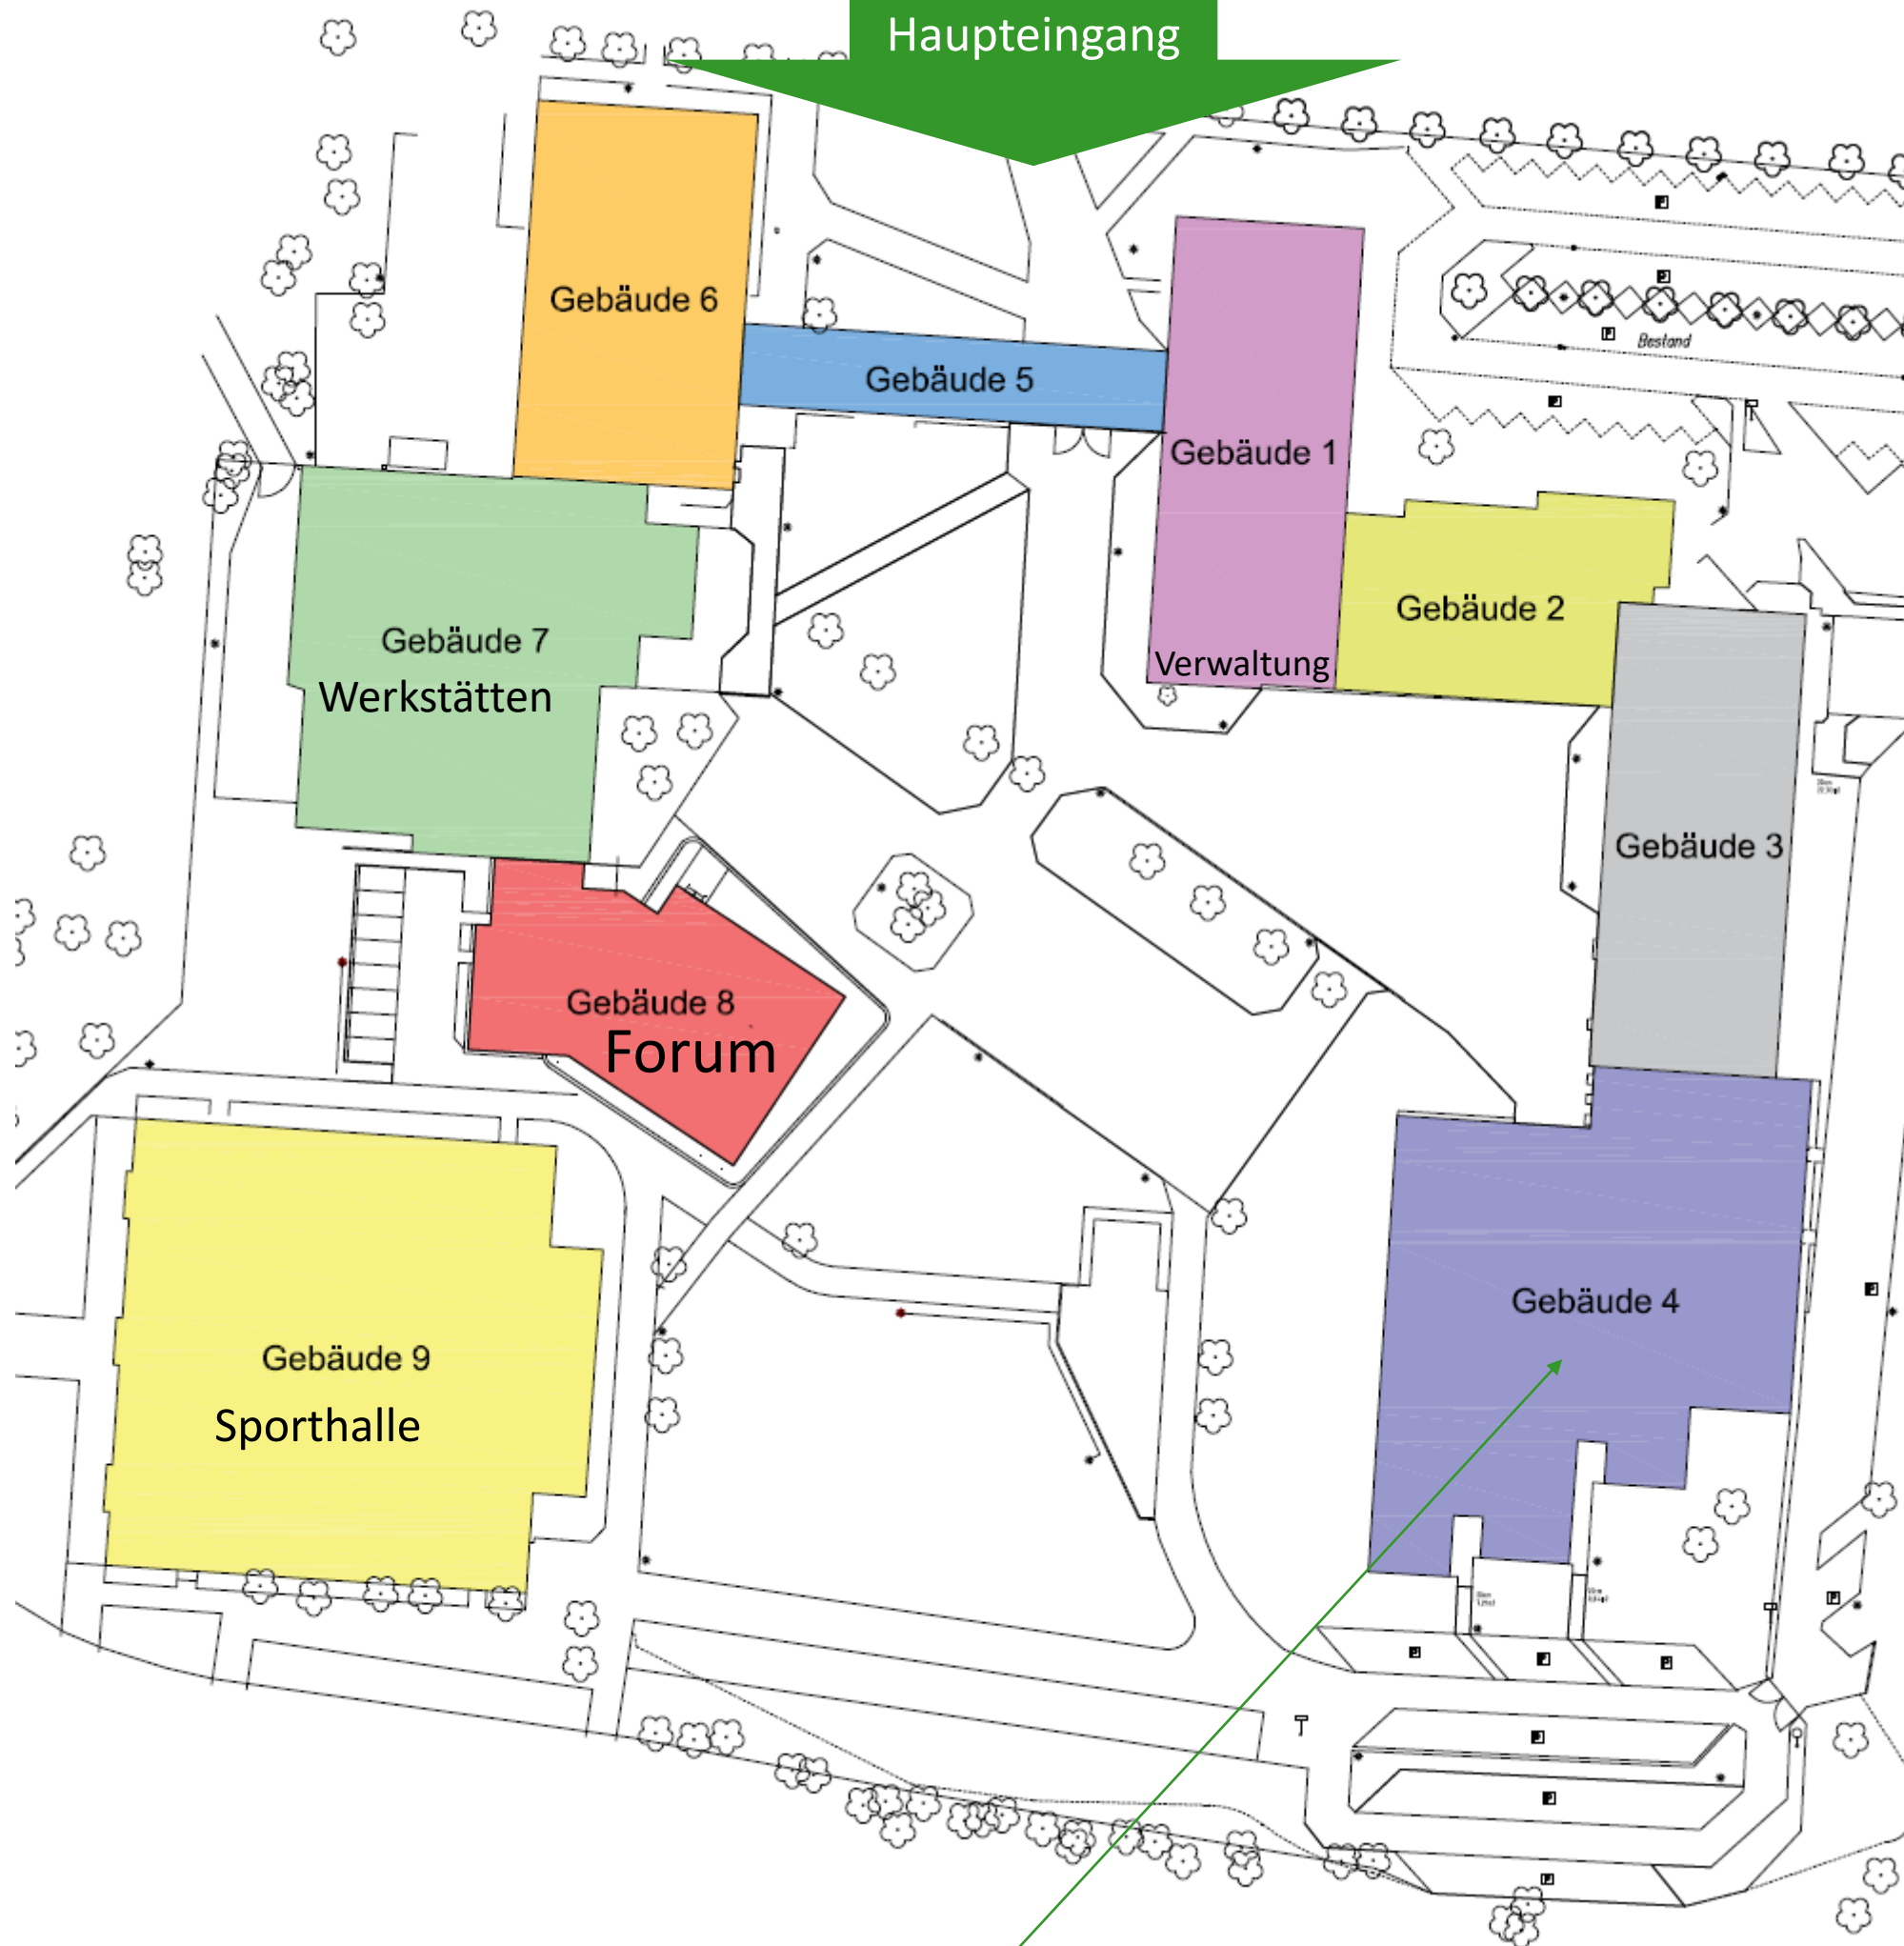 Haupteingang
Gebäude 6
Bestand
Gebäude 5
Gebäude 1
Gebäude 2
Gebäude 7
Verwaltung
Werkstätten
Gebäude 3
Gebäude 8
Forum
Gebäude 4
Gebäude 9
Sporthalle